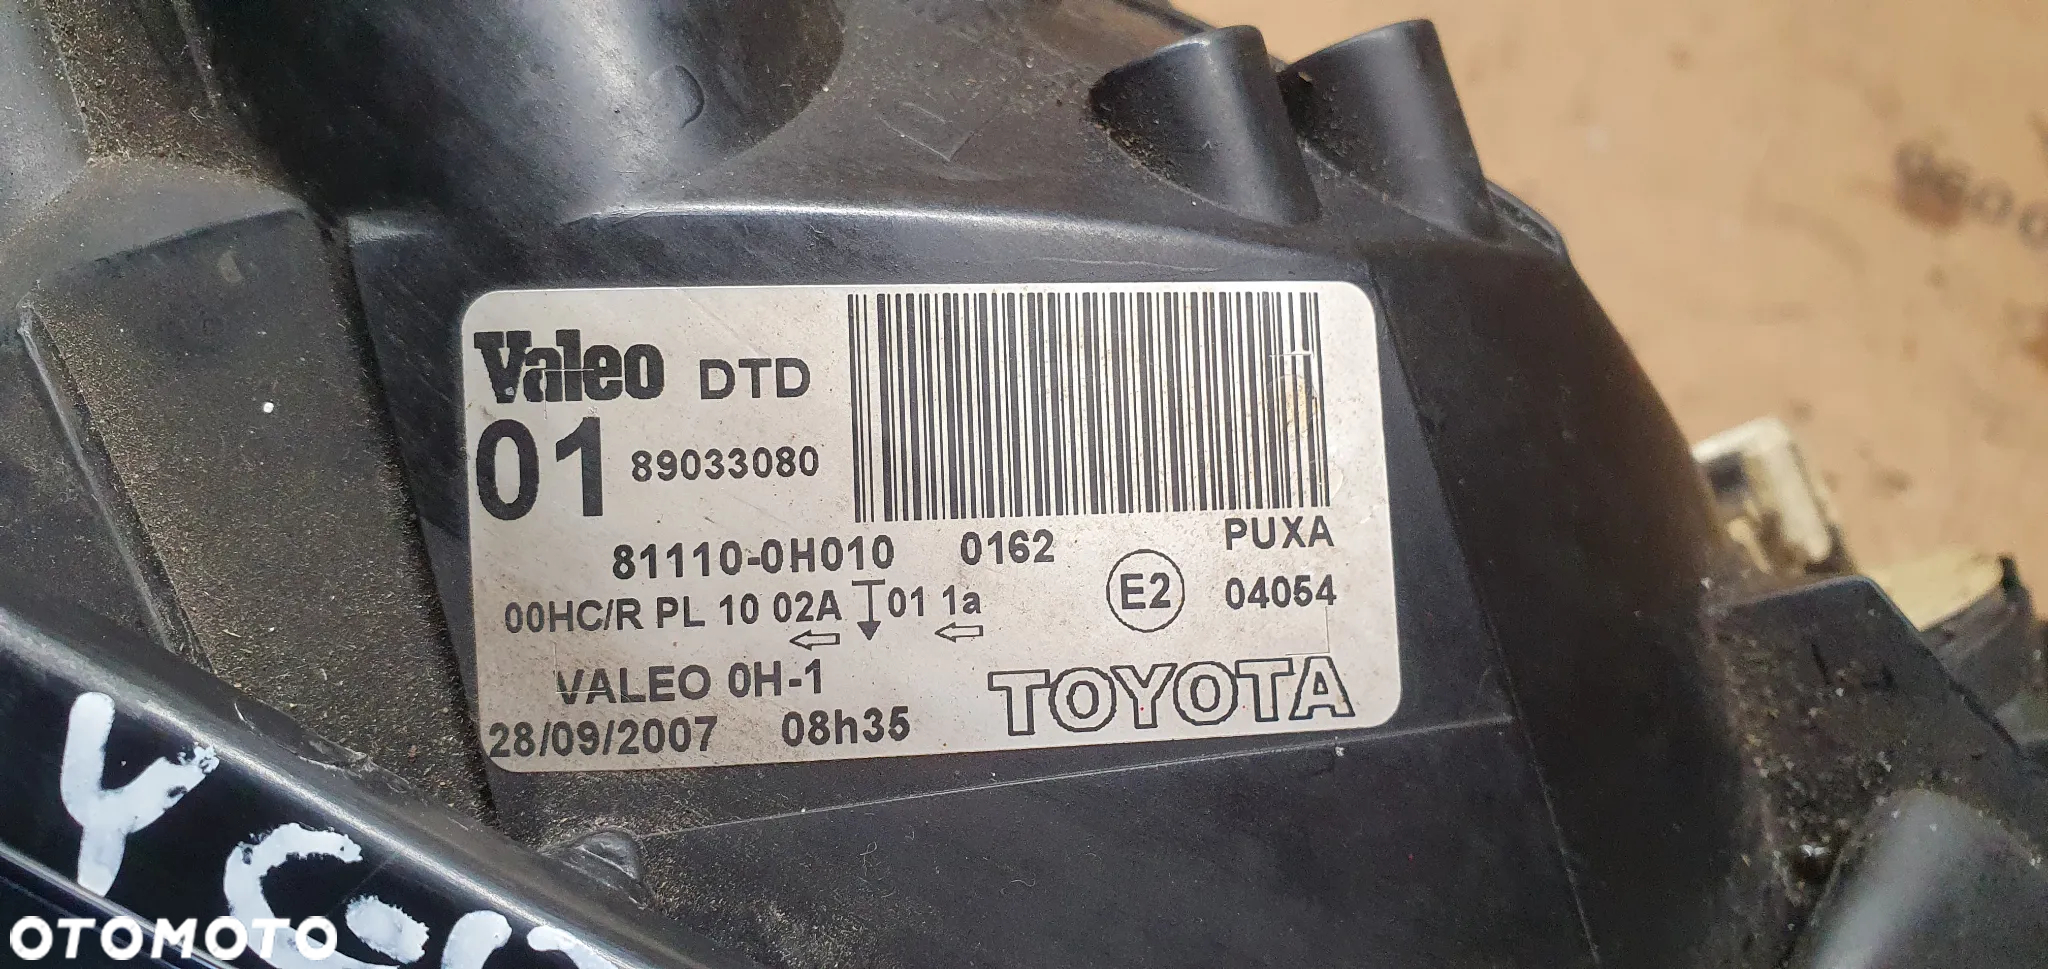 Valeo DTD
01 89033080
81110-0H010 0162 PUXA
00HC/R PL 10 02A 01 1a E2 04054
VALEO 0H-1
28/09/2007 08h35 TOYOTA
OTOMOTO